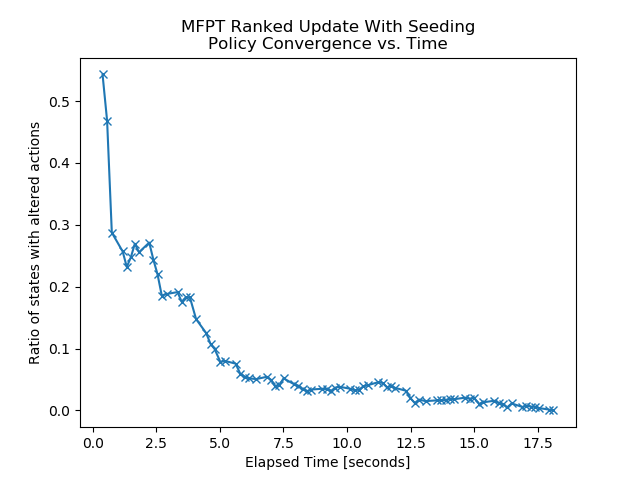 MFPT Ranked Update With Seeding
Policy Convergence vs. Time
Ratio of states with altered actions
0.5
0.4
0.3
0.2
0.1
0.0
0.0 2.5 5.0 7.5 10.0 12.5 15.0 17.5
Elapsed Time [seconds]